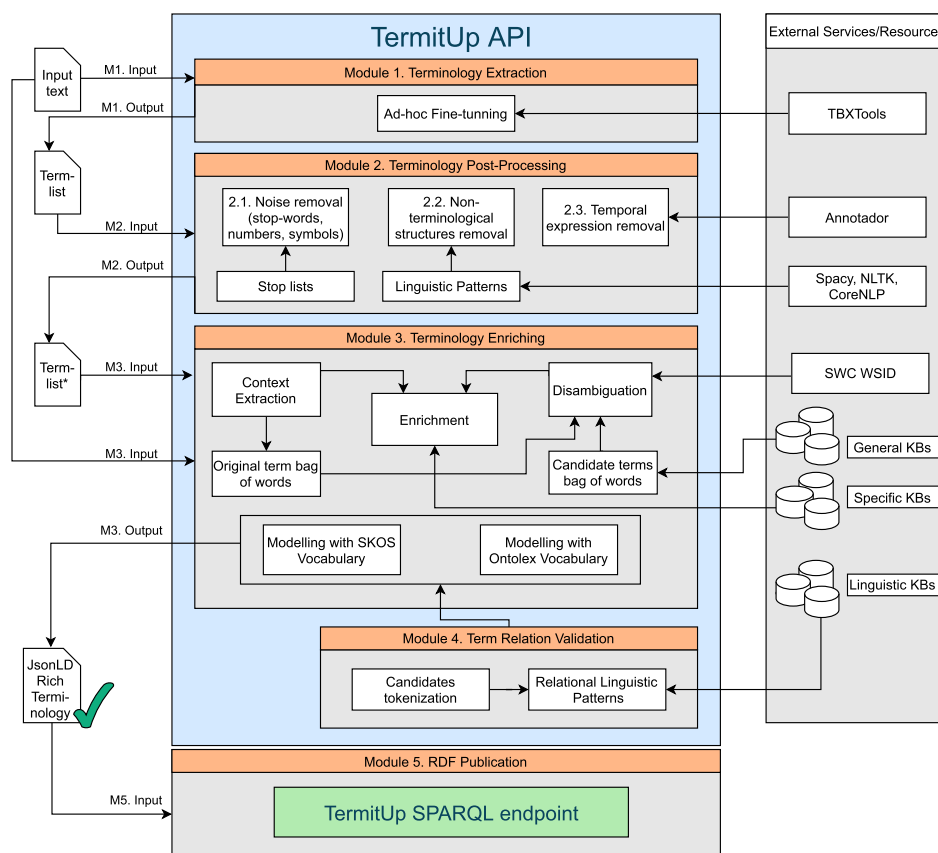 TermitUp API
External Services/Resource
Input
text
M1. Input
Module 1. Terminology Extraction
M1. Output
Ad-hoc Fine-tunning
TBXTools
Term-
list
Module 2. Terminology Post-Processing
2.1. Noise removal
(stop-words,
numbers, symbols)
2.2. Non-
terminological
structures removal
2.3. Temporal
expression removal
Annotador
M2. Input
M2. Output
Stop lists
Linguistic Patterns
Spacy, NLTK,
CoreNLP
Module 3. Terminology Enriching
Term-
list*
M3. Input
Context
Extraction
Enrichment
Disambiguation
SWC WSID
M3. Input
Original term bag
of words
Candidate terms
bag of words
General KBs
Specific KBs
M3. Output
Modelling with SKOS
Vocabulary
Modelling with
Ontolex Vocabulary
Linguistic KBs
Module 4. Term Relation Validation
JsonLD
Rich
Termi-
nology
Candidates
tokenization
Relational Linguistic
Patterns
Module 5. RDF Publication
M5. Input
TermitUp SPARQL endpoint